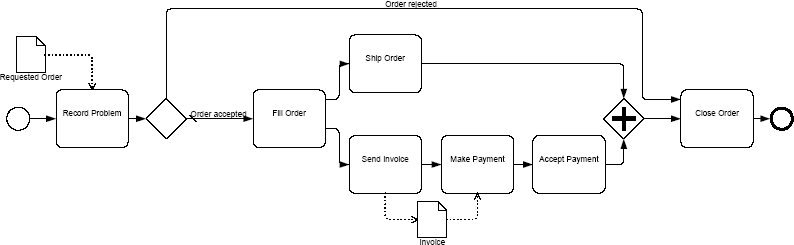 Order rejected
Requested Order
Ship Order
Record Problem
Order accepted
Fill Order
Close Order
Send Invoice
Make Payment
Accept Payment
Invoice